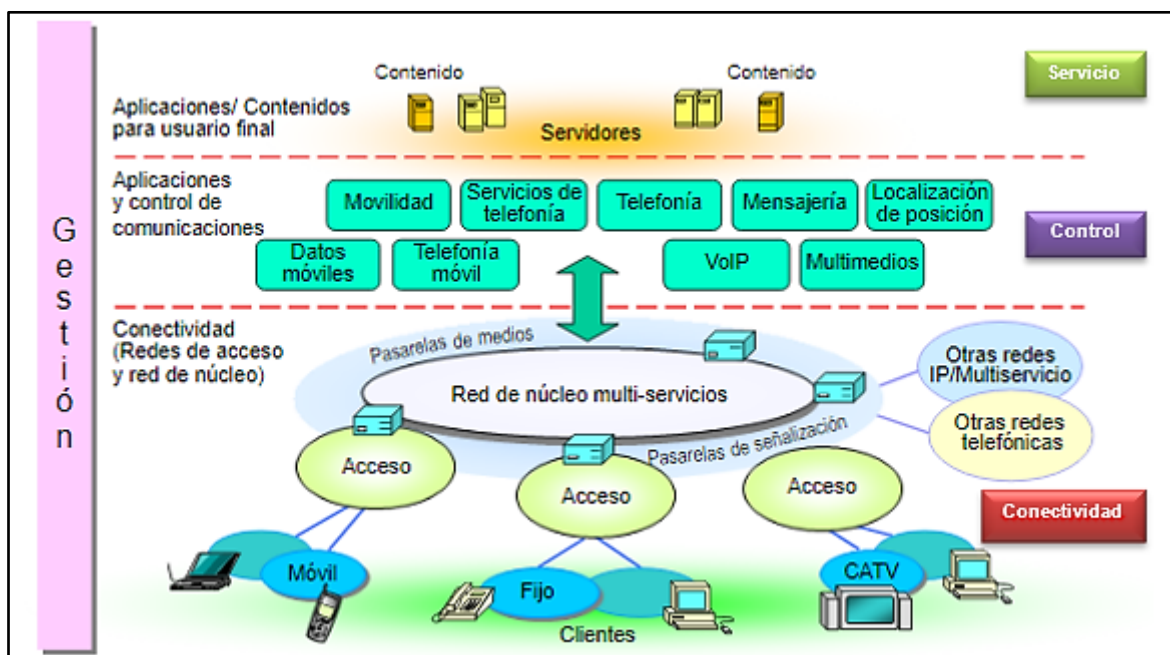 Gestión
Contenido
Contenido
Servicio
Aplicaciones/ Contenidos
para usuario final
Servidores
Aplicaciones
y control de
comunicaciones
Movilidad
Servicios de
telefonía
Telefonía
Mensajería
Localización
de posición
Control
Datos
móviles
Telefonía
móvil
VoIP
Multimedios
Conectividad
(Redes de acceso
y red de núcleo)
Pasarelas de medios
Red de núcleo multi-servicios
Otras redes
IP/Multiservicio
Pasarelas de señalización
Otras redes
telefónicas
Acceso
Acceso
Acceso
Conectividad
Móvil
Fijo
CATV
Clientes